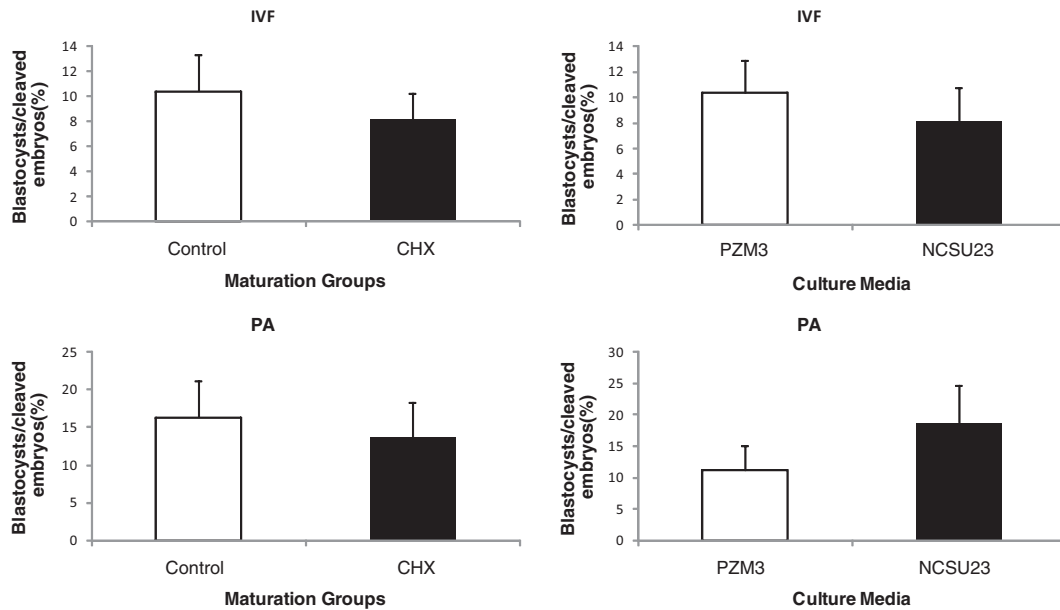 IVF
Blastocysts/cleaved
embryos(%)
14
12
10
8
6
4
2
0
Control
CHX
Maturation Groups
IVF
Blastocysts/cleaved
embryos(%)
14
12
10
8
6
4
2
0
PZM3
NCSU23
Culture Media
PA
Blastocysts/cleaved
embryos(%)
25
20
15
10
5
0
Control
CHX
Maturation Groups
PA
Blastocysts/cleaved
embryos(%)
30
25
20
15
10
5
0
PZM3
NCSU23
Culture Media